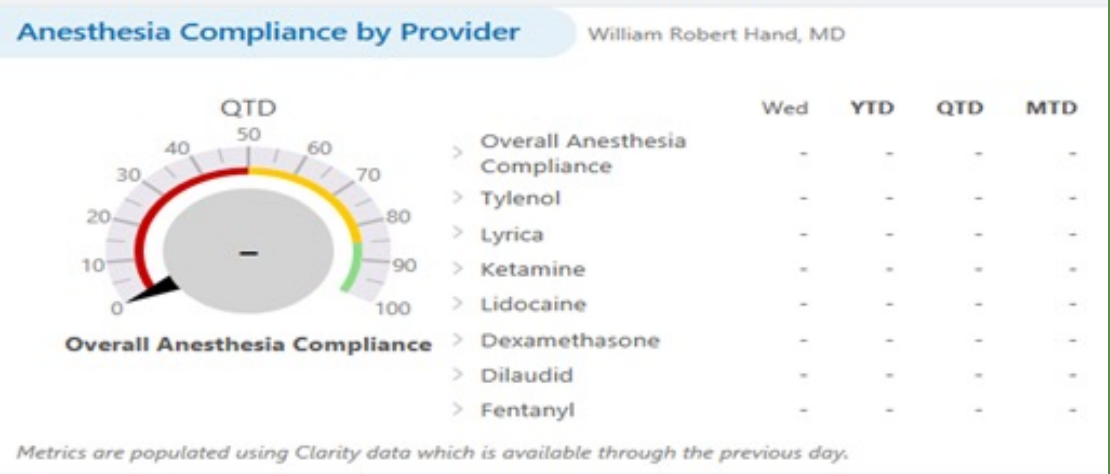 Anesthesia Compliance by Provider William Robert Hand, MD
QTD
0 10 20 30 40 50 60 70 80 90 100
-
Overall Anesthesia Compliance
Wed YTD QTD MTD
> Overall Anesthesia
Compliance - - - -
> Tylenol - - - -
> Lyrica - - - -
> Ketamine - - - -
> Lidocaine - - - -
> Dexamethasone - - - -
> Dilaudid - - - -
> Fentanyl - - - -
Metrics are populated using Clarity data which is available through the previous day.